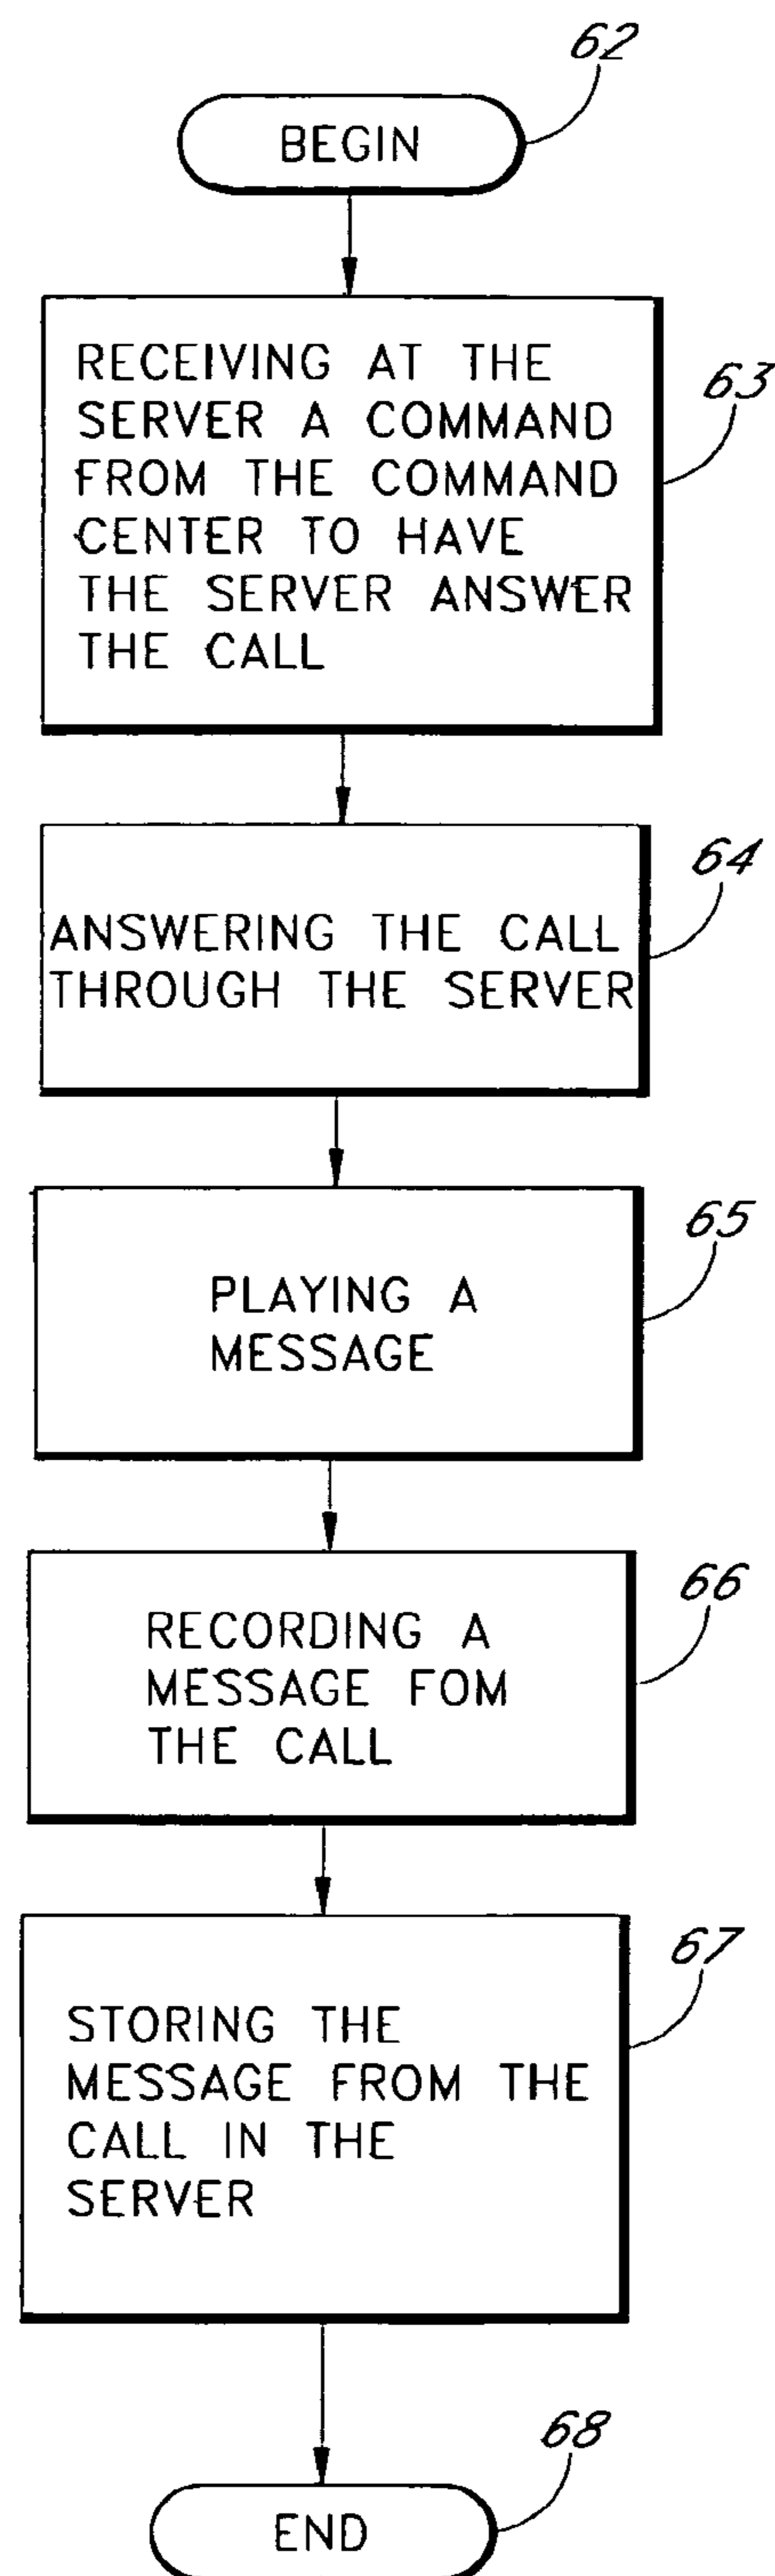 62
BEGIN
RECEIVING AT THE
SERVER A COMMAND
FROM THE COMMAND
CENTER TO HAVE
THE SERVER ANSWER
THE CALL
63
ANSWERING THE CALL
THROUGH THE SERVER
64
PLAYING A
MESSAGE
65
RECORDING A
MESSAGE FOM
THE CALL
66
STORING THE
MESSAGE FROM THE
CALL IN THE
SERVER
67
END
68